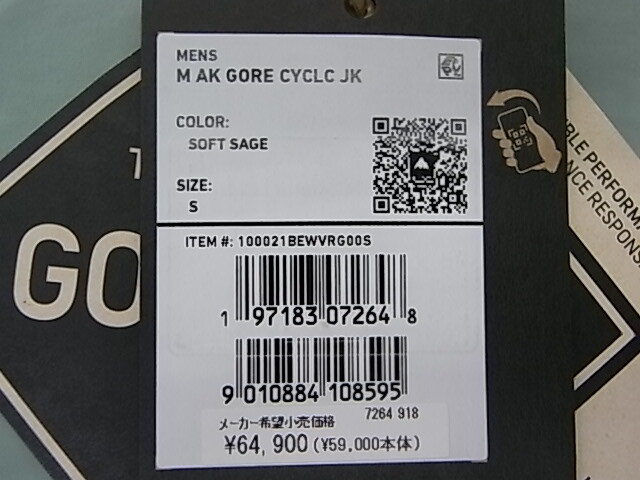 MENS
M AK GORE CYCLC JK
COLOR:
SOFT SAGE
SIZE:
S
ITEM #: 100021BEWVRG00S
1 97183 07264 8
9 010884 108595
7264 918
メーカー希望小売価格
¥64,900 (¥59,000本体)
GO